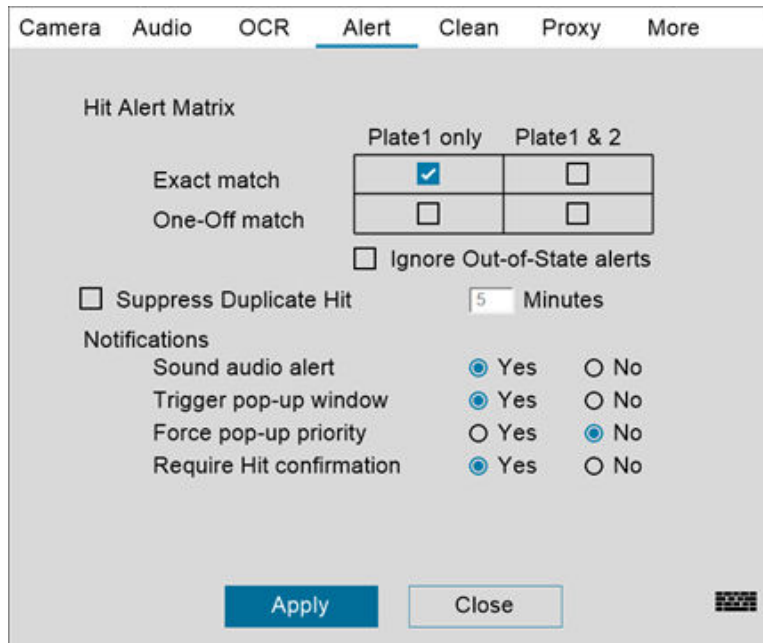 Camera Audio OCR Alert Clean Proxy More
Hit Alert Matrix
Plate1 only Plate1 & 2
Exact match
One-Off match
Ignore Out-of-State alerts
Suppress Duplicate Hit 5 Minutes
Notifications
Sound audio alert Yes No
Trigger pop-up window Yes No
Force pop-up priority Yes No
Require Hit confirmation Yes No
Apply Close